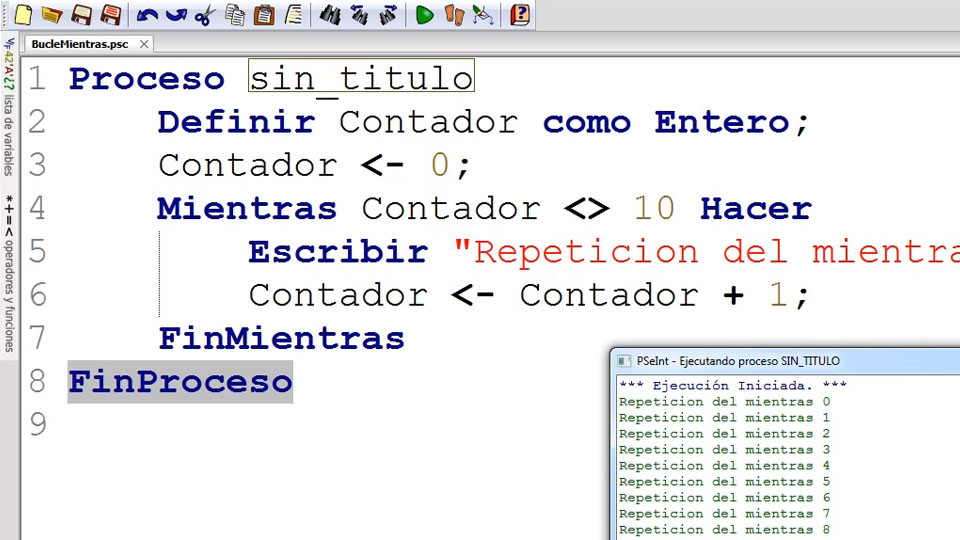 BucleMientras.psc
lista de variables
operadores y funciones
1 Proceso sin_titulo
2 Definir Contador como Entero;
3 Contador <- 0;
4 Mientras Contador <> 10 Hacer
5 Escribir "Repeticion del mientra
6 Contador <- Contador + 1;
7 FinMientras
8 FinProceso
9
PSeInt - Ejecutando proceso SIN_TITULO
*** Ejecución Iniciada. ***
Repeticion del mientras 0
Repeticion del mientras 1
Repeticion del mientras 2
Repeticion del mientras 3
Repeticion del mientras 4
Repeticion del mientras 5
Repeticion del mientras 6
Repeticion del mientras 7
Repeticion del mientras 8